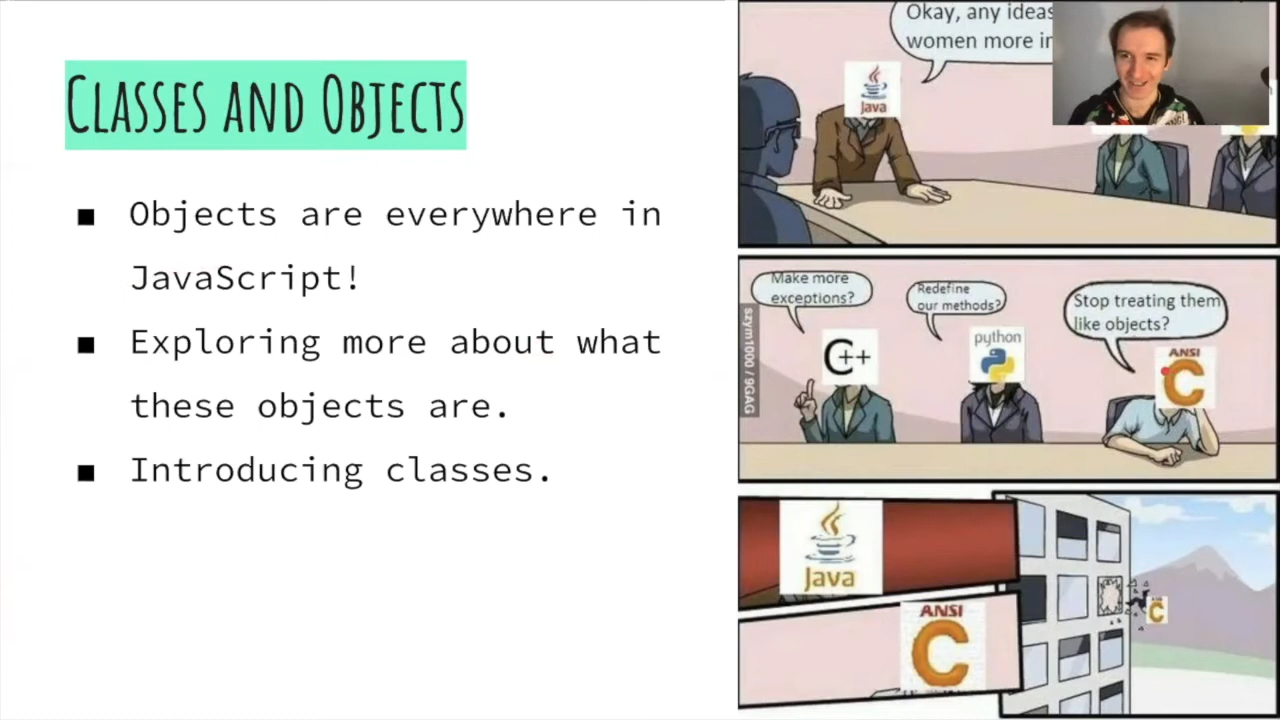 Classes and Objects
■ Objects are everywhere in
JavaScript!
■ Exploring more about what
these objects are.
■ Introducing classes.
Okay, any ideas
women more in
Java
Make more
exceptions?
Redefine
our methods?
Stop treating them
like objects?
C++
python
ANSI
C
szym1000 / 9GAG
Java
ANSI
C
C